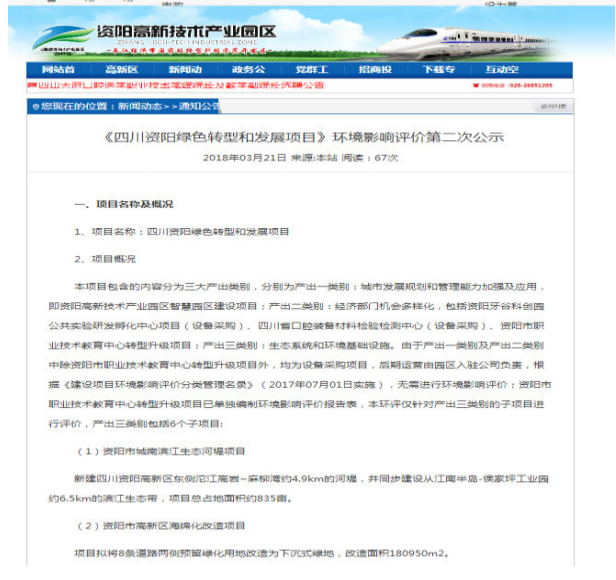 资阳高新技术产业园区
网站首 高新区 新闻动 政务公 党群工 招商投 下载专 互动空
028-26651205
您现在的位置：新闻动态>>通知公告
《四川资阳绿色转型和发展项目》环境影响评价第二次公示
2018年03月21日 来源:本站 阅读：67次
一、项目名称及概况
1、项目名称：四川资阳绿色转型和发展项目
2、项目概况
本项目包含的内容分为三大产出类别，分别为产出一类别：城市发展规划和管理能力加强及应用，
即资阳高新技术产业园区智慧园区建设项目；产出二类别：经济部门机会多样化，包括资阳牙谷科创园
公共实验研发孵化中心项目（设备采购）、四川省口腔装备材料检验检测中心（设备采购）、资阳市职
业技术教育中心转型升级项目；产出三类别：生态系统和环境基础设施。由于产出一类别及产出二类别
中除资阳市职业技术教育中心转型升级项目外，均为设备采购项目，后期运营由园区入驻公司负责，根
据《建设项目环境影响评价分类管理名录》（2017年07月01日实施），无需进行环境影响评价；资阳市
职业技术教育中心转型升级项目已单独编制环境影响评价报告表，本环评仅针对产出三类别的子项目进
行评价，产出三类别包括6个子项目:
（1）资阳市城南滨江生态河堤项目
新建四川资阳高新区东侧沱江高岩~麻柳湾约4.9km的河堤，并同步建设从江南半岛-侯家坪工业园
约6.5km的滨江生态带，项目总占地面积约835亩。
（2）资阳市高新区海绵化改造项目
项目拟将8条道路两侧预留绿化用地改造为下沉式绿地，改造面积180950m2。